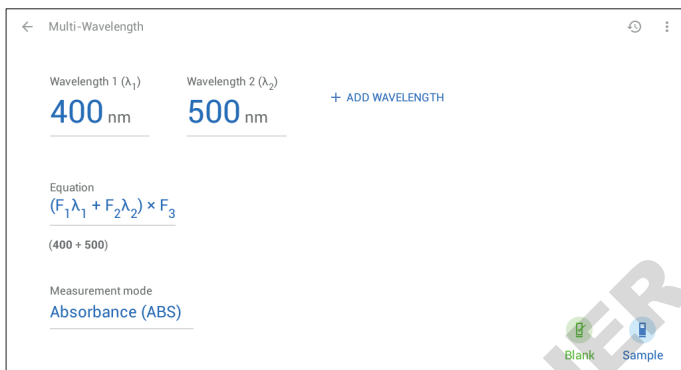 Multi-Wavelength
Wavelength 1 (λ₁) Wavelength 2 (λ₂)
400 nm 500 nm + ADD WAVELENGTH
Equation
(F₁λ₁ + F₂λ₂) × F₃
(400 + 500)
Measurement mode
Absorbance (ABS)
Blank Sample